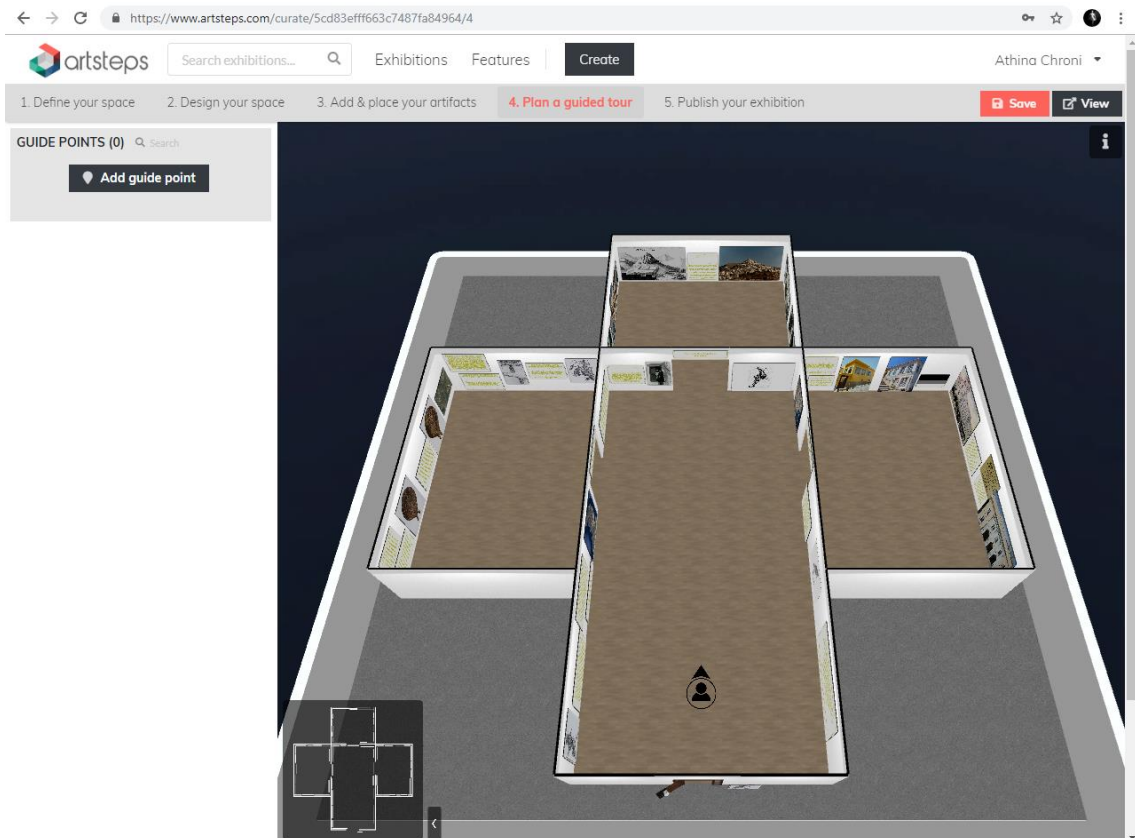 https://www.artsteps.com/curate/5cd83efff663c7487fa84964/4
artsteps
Search exhibitions...
Exhibitions
Features
Create
Athina Chroni
1. Define your space
2. Design your space
3. Add & place your artifacts
4. Plan a guided tour
5. Publish your exhibition
Save
View
GUIDE POINTS (0)
Search
Add guide point
i